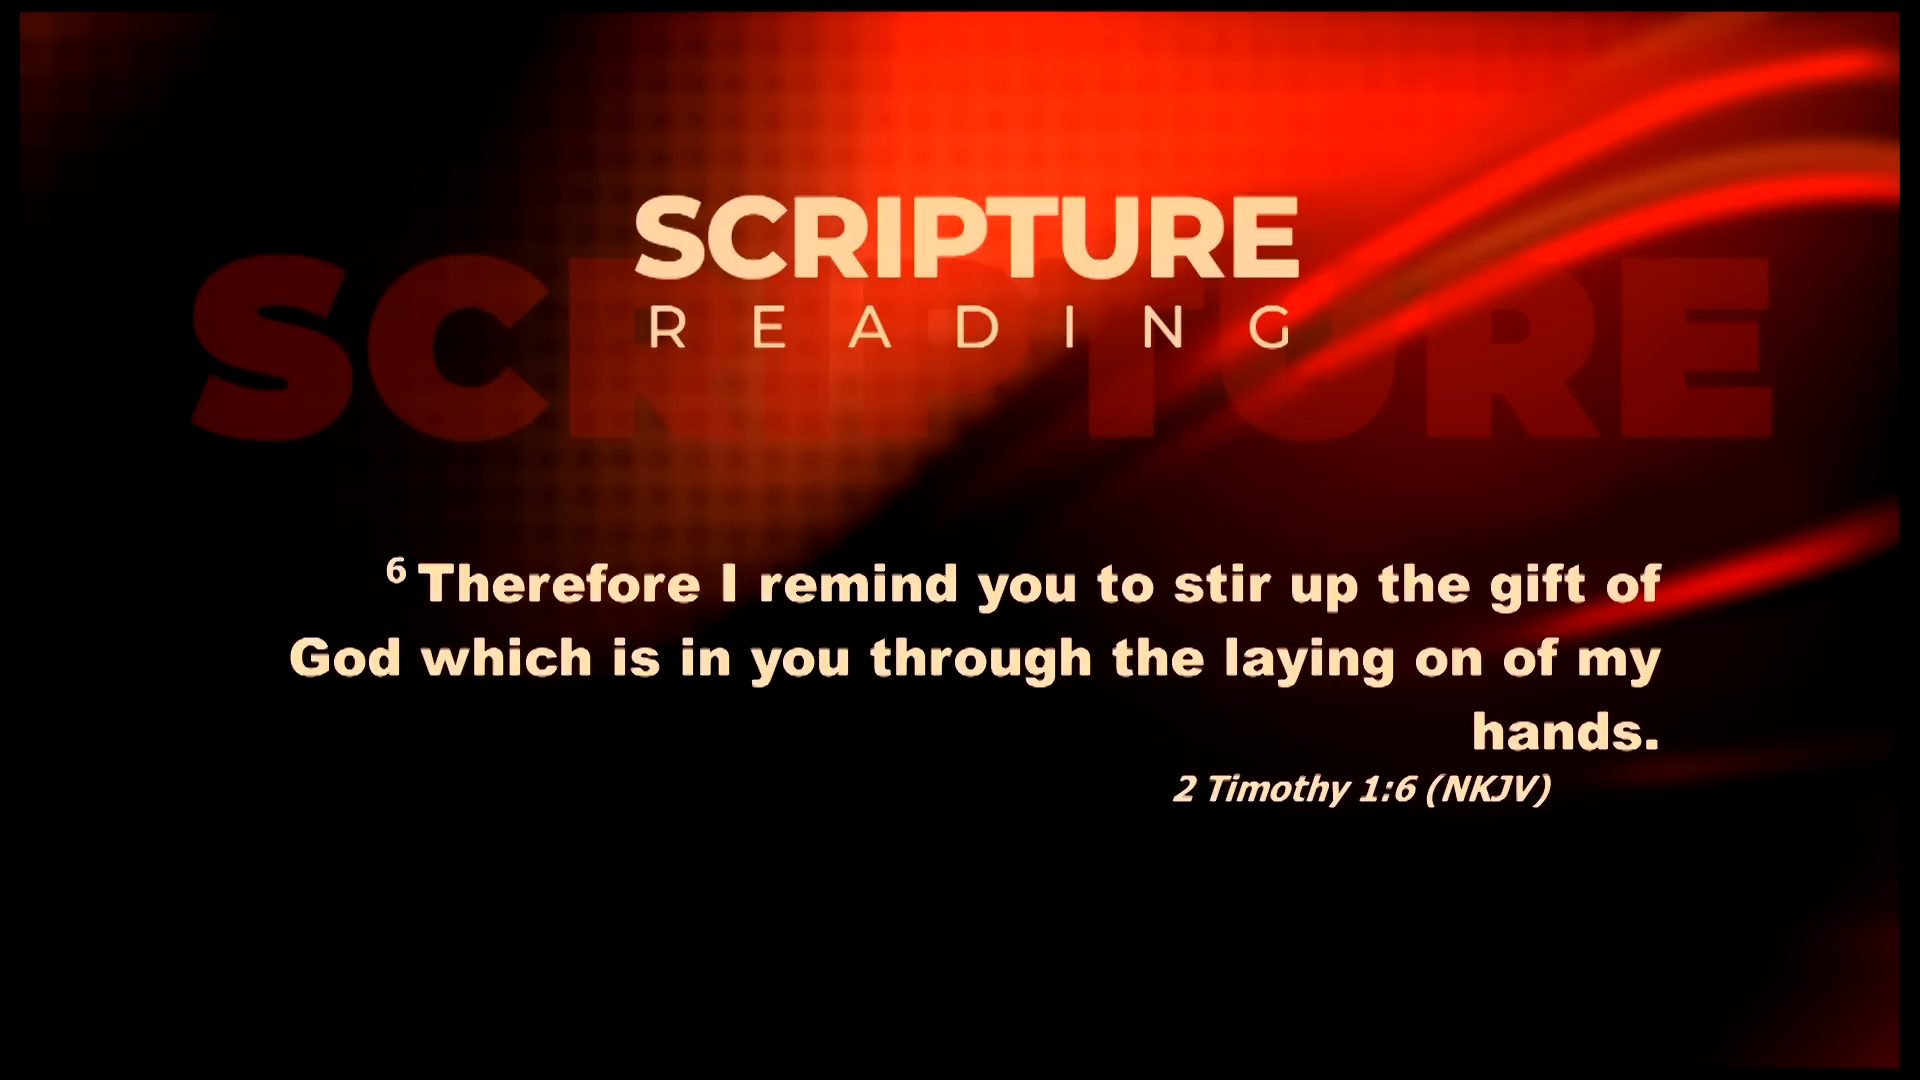 SCRIPTURE
SCRIPTURE
READING
6 Therefore I remind you to stir up the gift of
God which is in you through the laying on of my
hands.
2 Timothy 1:6 (NKJV)